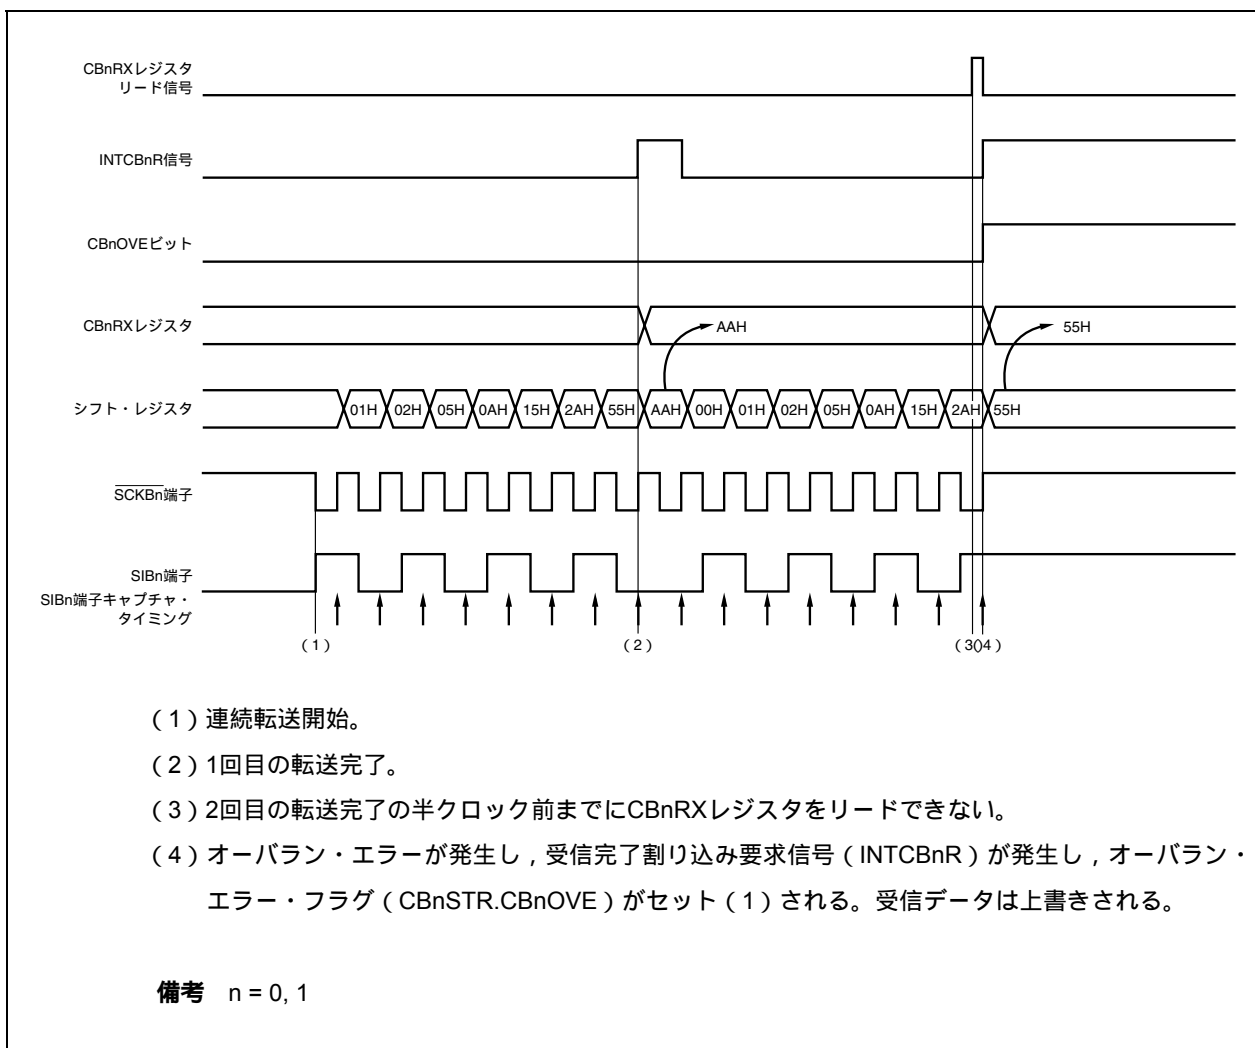 CBnRXレジスタ
リード信号
INTCBnR信号
CBnOVEビット
CBnRXレジスタ
AAH
55H
シフト・レジスタ
01H 02H 05H 0AH 15H 2AH 55H AAH 00H 01H 02H 05H 0AH 15H 2AH 55H
SCKBn端子
SIBn端子
SIBn端子キャプチャ・
タイミング
(1) (2) (3)(4)
(1)連続転送開始。
(2)1回目の転送完了。
(3)2回目の転送完了の半クロック前までにCBnRXレジスタをリードできない。
(4)オーバラン・エラーが発生し,受信完了割り込み要求信号(INTCBnR)が発生し,オーバラン・
エラー・フラグ(CBnSTR.CBnOVE)がセット(1)される。受信データは上書きされる。
備考 n = 0, 1